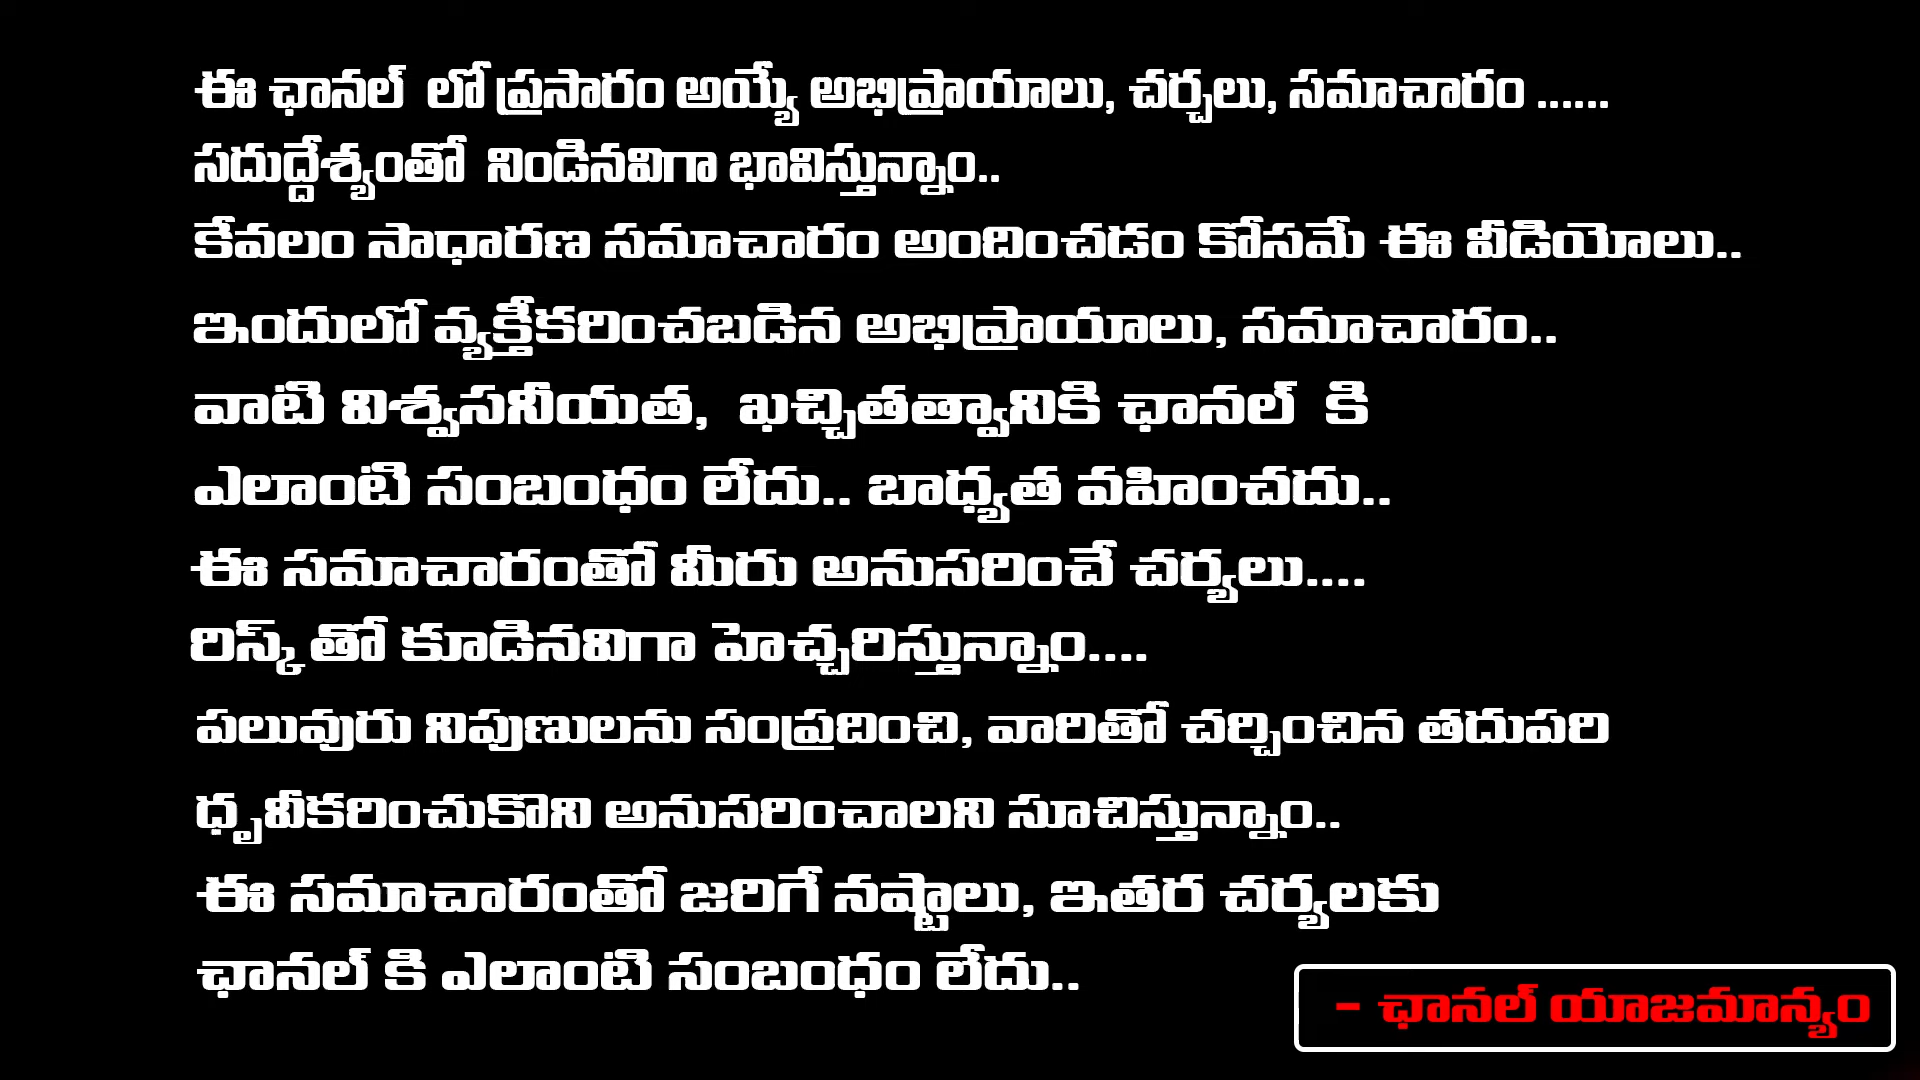 ఈ ఛానల్ లో ప్రసారం అయ్యే అభిప్రాయాలు, చర్చలు, సమాచారం ......
సదుద్దేశ్యంతో నిండినవిగా భావిస్తున్నాం..
కేవలం సాధారణ సమాచారం అందించడం కోసమే ఈ వీడియోలు..
ఇందులో వ్యక్తీకరించబడిన అభిప్రాయాలు, సమాచారం..
వాటి విశ్వసనీయత, ఖచ్చితత్వానికి ఛానల్ కి
ఎలాంటి సంబంధం లేదు.. బాధ్యత వహించదు..
ఈ సమాచారంతో మీరు అనుసరించే చర్యలు....
రిస్క్ తో కూడినవిగా హెచ్చరిస్తున్నాం....
పలువురు నిపుణులను సంప్రదించి, వారితో చర్చించిన తదుపరి
ధృవీకరించుకొని అనుసరించాలని సూచిస్తున్నాం..
ఈ సమాచారంతో జరిగే నష్టాలు, ఇతర చర్యలకు
ఛానల్ కి ఎలాంటి సంబంధం లేదు..
- ఛానల్ యాజమాన్యం